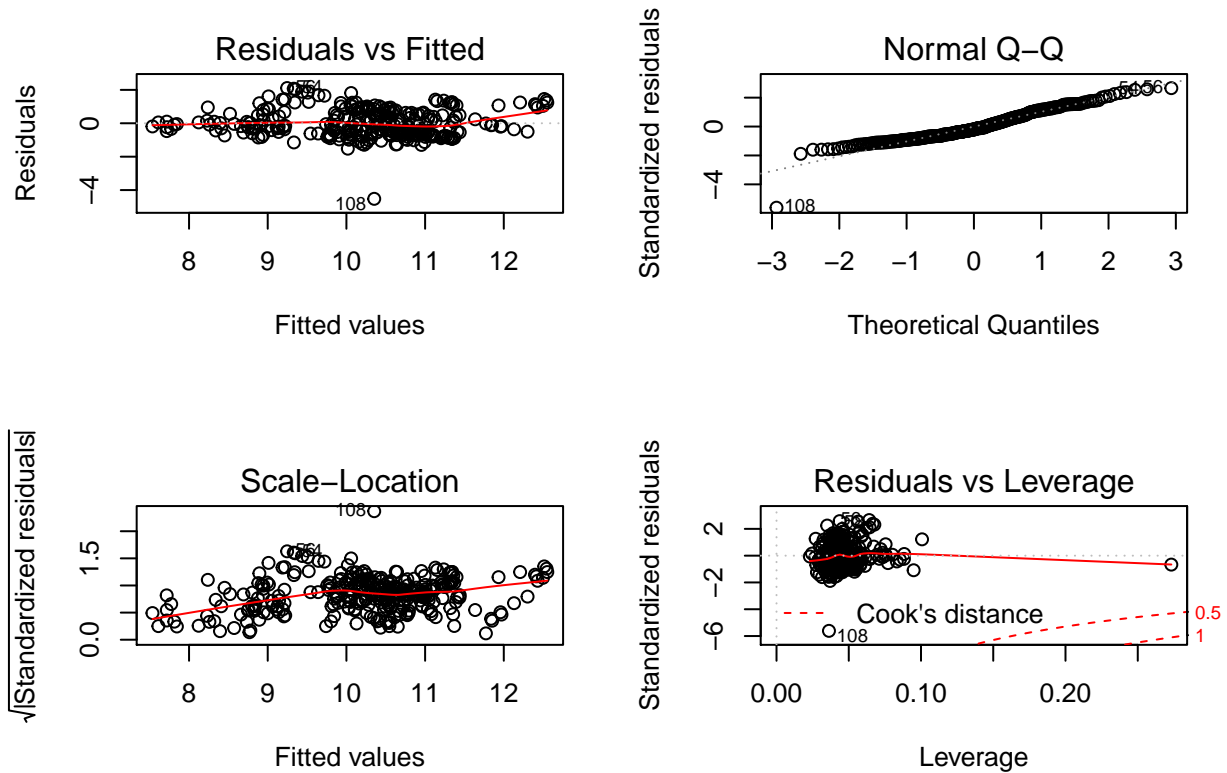 Residuals vs Fitted
Residuals
0
−4
108
8 9 10 11 12
Fitted values
Normal Q−Q
Standardized residuals
0
−4
56
108
−3 −2 −1 0 1 2 3
Theoretical Quantiles
Scale−Location
√|Standardized residuals|
1.5
0.0
108
8 9 10 11 12
Fitted values
Residuals vs Leverage
Standardized residuals
2
−2
−6
Cook's distance
108
0.5
1
0.00 0.10 0.20
Leverage